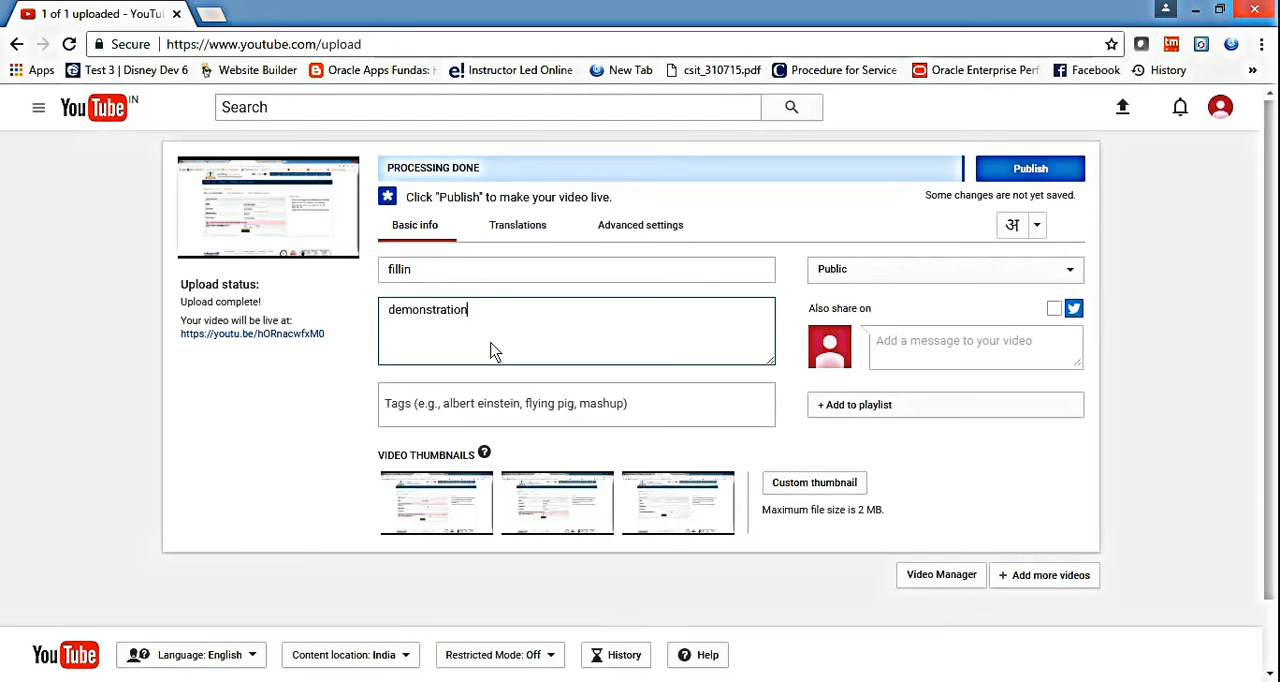 1 of 1 uploaded - YouTu
Secure https://www.youtube.com/upload
Apps Test 3 | Disney Dev 6 Website Builder Oracle Apps Fundas: Instructor Led Online New Tab csit_310715.pdf Procedure for Service Oracle Enterprise Perf Facebook History »
YouTube IN Search
PROCESSING DONE Publish
Click "Publish" to make your video live. Some changes are not yet saved.
Basic info Translations Advanced settings अ
fillin Public
demonstration Also share on
Upload status:
Upload complete!
Your video will be live at:
https://youtu.be/hORnacwfxM0
Add a message to your video
Tags (e.g., albert einstein, flying pig, mashup) + Add to playlist
VIDEO THUMBNAILS ?
Custom thumbnail
Maximum file size is 2 MB.
Video Manager + Add more videos
YouTube Language: English Content location: India Restricted Mode: Off History Help